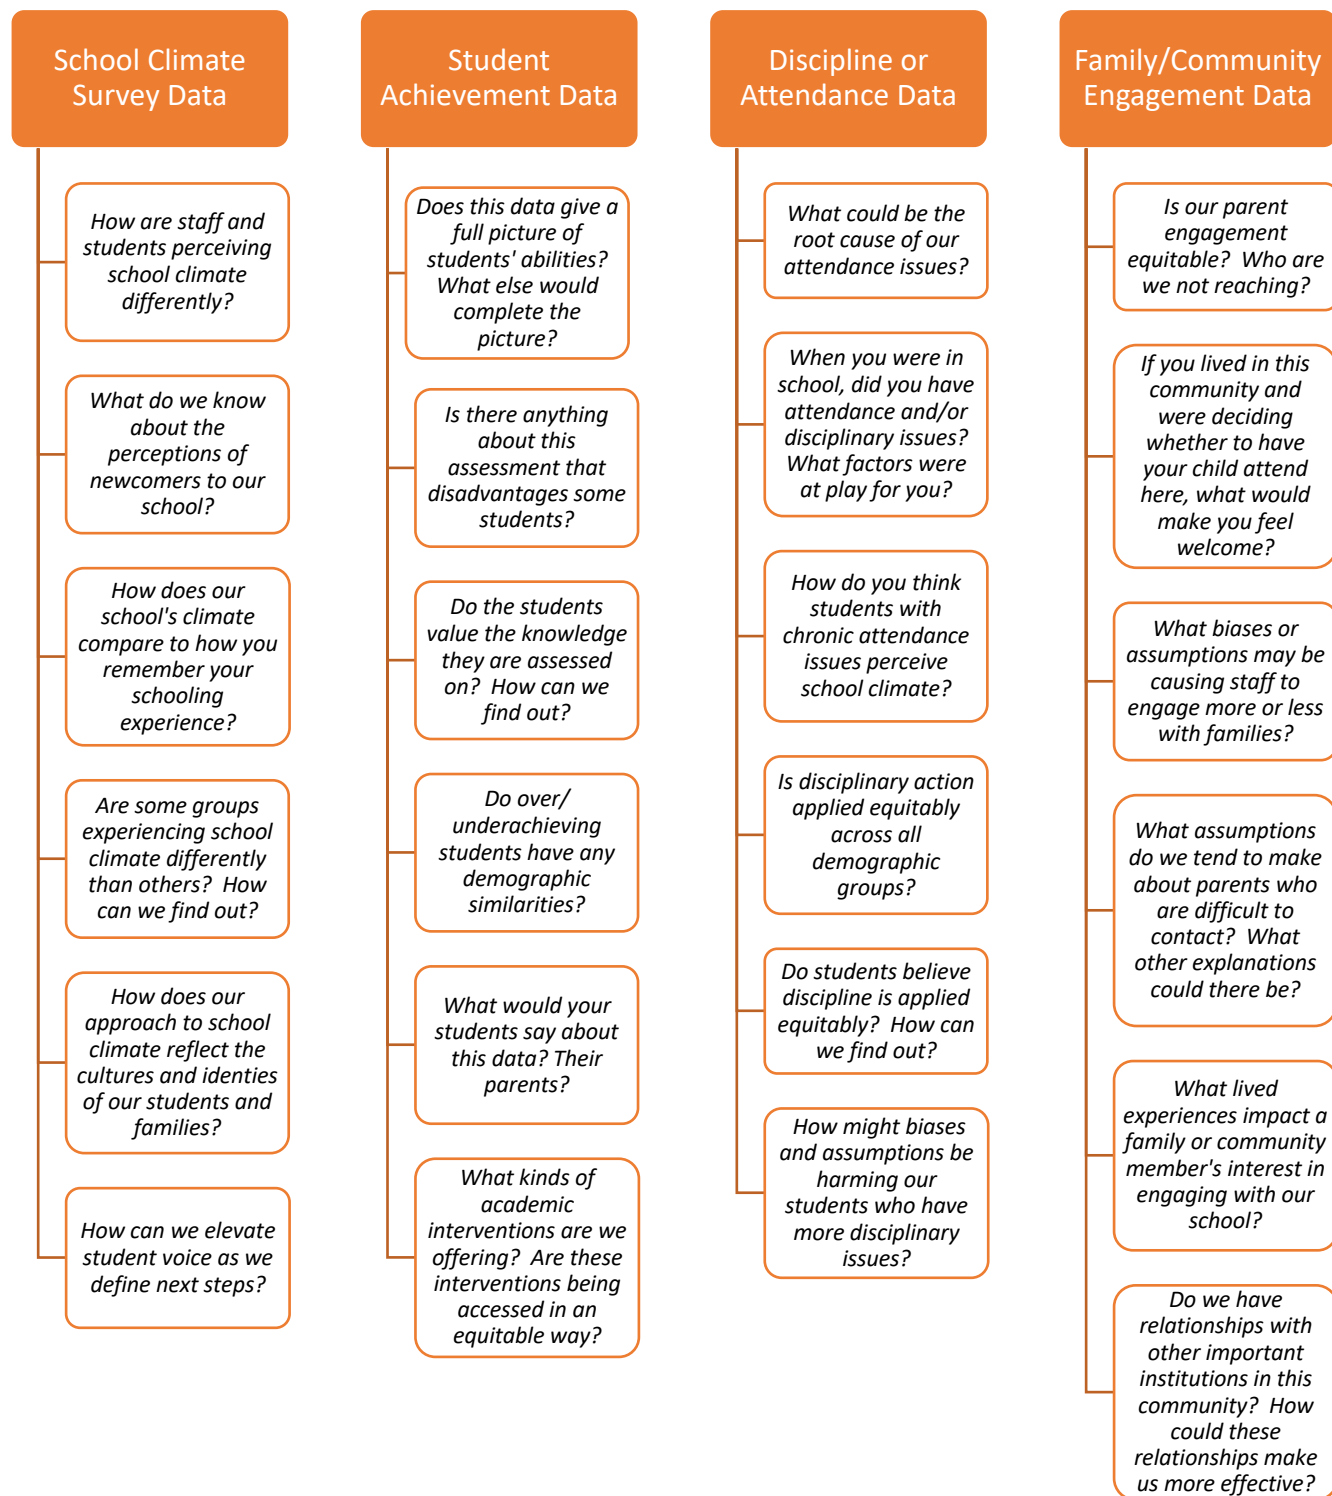 School Climate
Survey Data
How are staff and
students perceiving
school climate
differently?
What do we know
about the
perceptions of
newcomers to our
school?
How does our
school's climate
compare to how you
remember your
schooling
experience?
Are some groups
experiencing school
climate differently
than others?  How
can we find out?
How does our
approach to school
climate reflect the
cultures and identies
of our students and
families?
How can we elevate
student voice as we
define next steps?
Student
Achievement Data
Does this data give a
full picture of
students' abilities?
What else would
complete the
picture?
Is there anything
about this
assessment that
disadvantages some
students?
Do the students
value the knowledge
they are assessed
on?  How can we
find out?
Do over/
underachieving
students have any
demographic
similarities?
What would your
students say about
this data? Their
parents?
What kinds of
academic
interventions are we
offering?  Are these
interventions being
accessed in an
equitable way?
Discipline or
Attendance Data
What could be the
root cause of our
attendance issues?
When you were in
school, did you have
attendance and/or
disciplinary issues?
What factors were
at play for you?
How do you think
students with
chronic attendance
issues perceive
school climate?
Is disciplinary action
applied equitably
across all
demographic
groups?
Do students believe
discipline is applied
equitably?  How can
we find out?
How might biases
and assumptions be
harming our
students who have
more disciplinary
issues?
Family/Community
Engagement Data
Is our parent
engagement
equitable?  Who are
we not reaching?
If you lived in this
community and
were deciding
whether to have
your child attend
here, what would
make you feel
welcome?
What biases or
assumptions may be
causing staff to
engage more or less
with families?
What assumptions
do we tend to make
about parents who
are difficult to
contact?  What
other explanations
could there be?
What lived
experiences impact a
family or community
member's interest in
engaging with our
school?
Do we have
relationships with
other important
institutions in this
community?  How
could these
relationships make
us more effective?